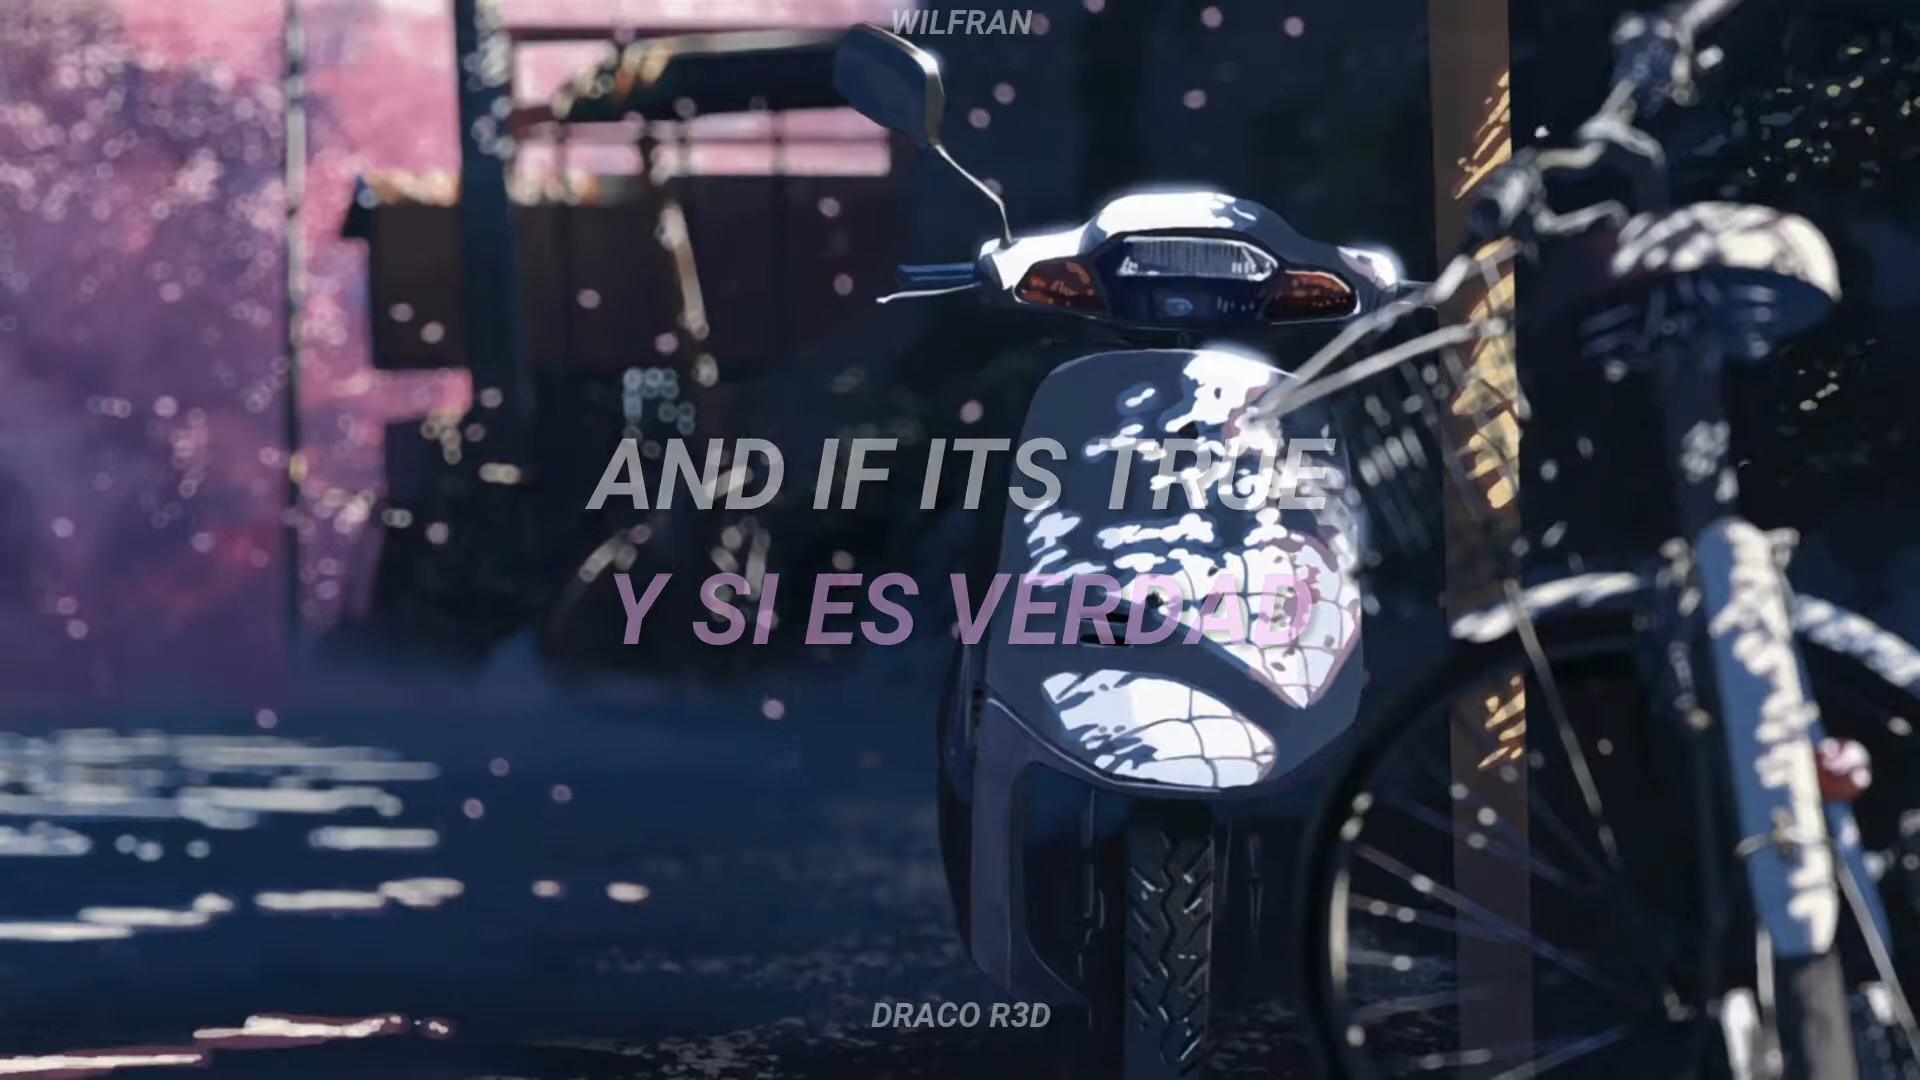 WILFRAN
AND IF ITS TRUE
Y SI ES VERDAD
DRACO R3D